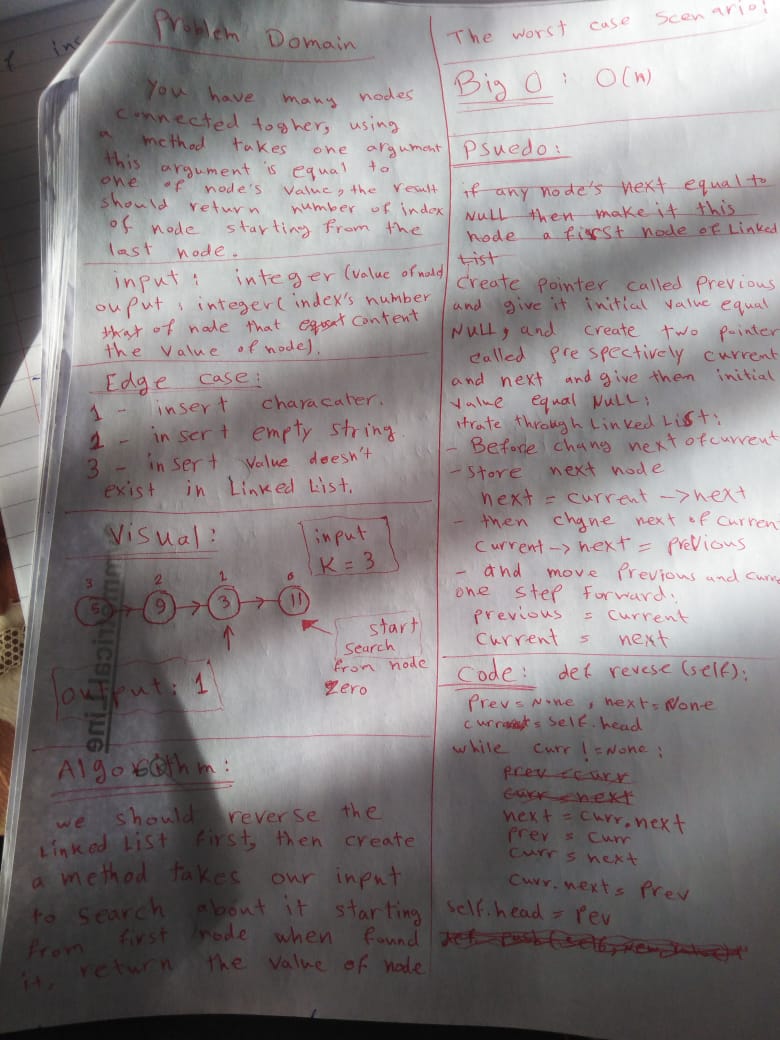 Problem Domain
You have many nodes
connected togher, using
a method takes one argument
this argument is equal to
one of node's value, the result
should return number of index
of node starting from the
last node.
input: integer (value of node)
ouput: integer (index's number
that of node that equat content
the value of node).
Edge case:
1 - insert characater.
2 - insert empty string.
3 - insert value doesn't
exist in Linked List.
Visual:
input
K = 3
3 2 1 0
5 9 3 11
start
search
from node
zero
output: 1
Algorithm:
we should reverse the
Linked List first, then create
a method takes our input
to search about it starting
from first node when found
it, return the value of node
The worst case scenario:
Big O: O(n)
Psuedo:
if any node's next equal to
NULL then make it this
node a first node of Linked
List
Create pointer called Previous
and give it initial value equal
NULL, and create two pointer
called prespectively current
and next and give them initial
value equal NULL;
itrate through Linked List:
- Before chang next of current
- store next node
next = current -> next
- then chgne next of curren
current -> next = previous
- and move Previous and curre
one step forward;
previous = current
current = next
Code: def revese (self):
Prev = None, next = None
current = self.head
while curr != None :
prev = curr
curr = next
next = curr.next
Prev = curr
curr = next
curr.next = prev
self.head = rev